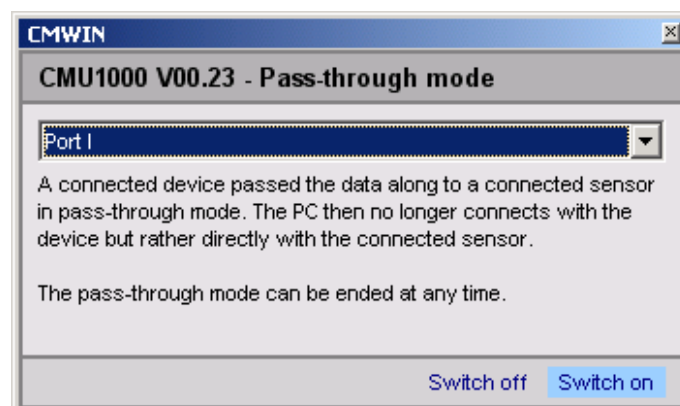 CMWIN
CMU1000 V00.23 - Pass-through mode
Port I
A connected device passed the data along to a connected sensor
in pass-through mode. The PC then no longer connects with the
device but rather directly with the connected sensor.
The pass-through mode can be ended at any time.
Switch off Switch on